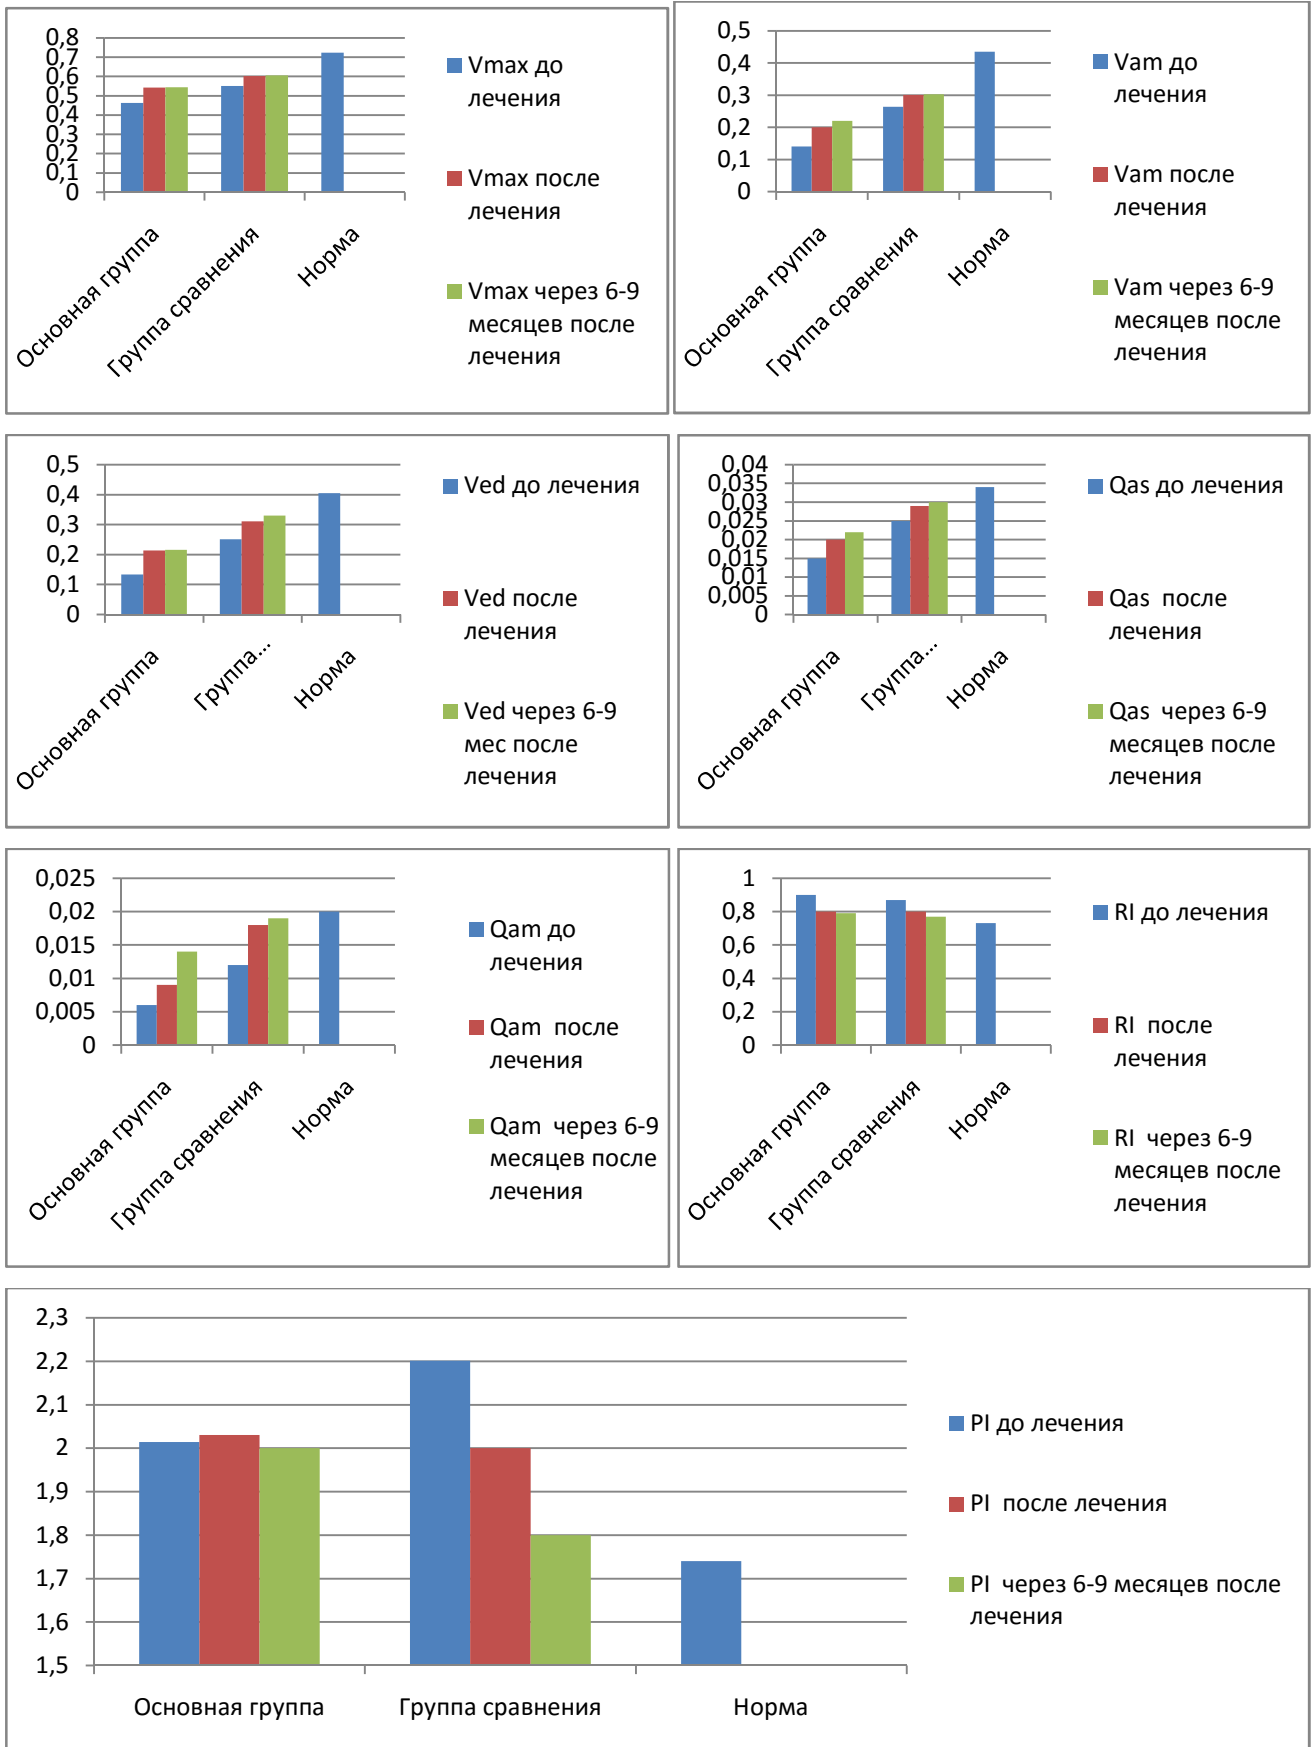 0,8
0,7
0,6
0,5
0,4
0,3
0,2
0,1
0
Основная группа
Группа сравнения
Норма
Vmax до
лечения
Vmax после
лечения
Vmax через 6-9
месяцев после
лечения
0,5
0,4
0,3
0,2
0,1
0
Основная группа
Группа сравнения
Норма
Vam до
лечения
Vam после
лечения
Vam через 6-9
месяцев после
лечения
0,5
0,4
0,3
0,2
0,1
0
Основная группа
Группа...
Норма
Ved до лечения
Ved после
лечения
Ved через 6-9
мес после
лечения
0,04
0,035
0,03
0,025
0,02
0,015
0,01
0,005
0
Основная группа
Группа...
Норма
Qas до лечения
Qas после
лечения
Qas через 6-9
месяцев после
лечения
0,025
0,02
0,015
0,01
0,005
0
Основная группа
Группа сравнения
Норма
Qam до
лечения
Qam после
лечения
Qam через 6-9
месяцев после
лечения
1
0,8
0,6
0,4
0,2
0
Основная группа
Группа сравнения
Норма
RI до лечения
RI после
лечения
RI через 6-9
месяцев после
лечения
2,3
2,2
2,1
2
1,9
1,8
1,7
1,6
1,5
Основная группа
Группа сравнения
Норма
PI до лечения
PI после лечения
PI через 6-9 месяцев после
лечения